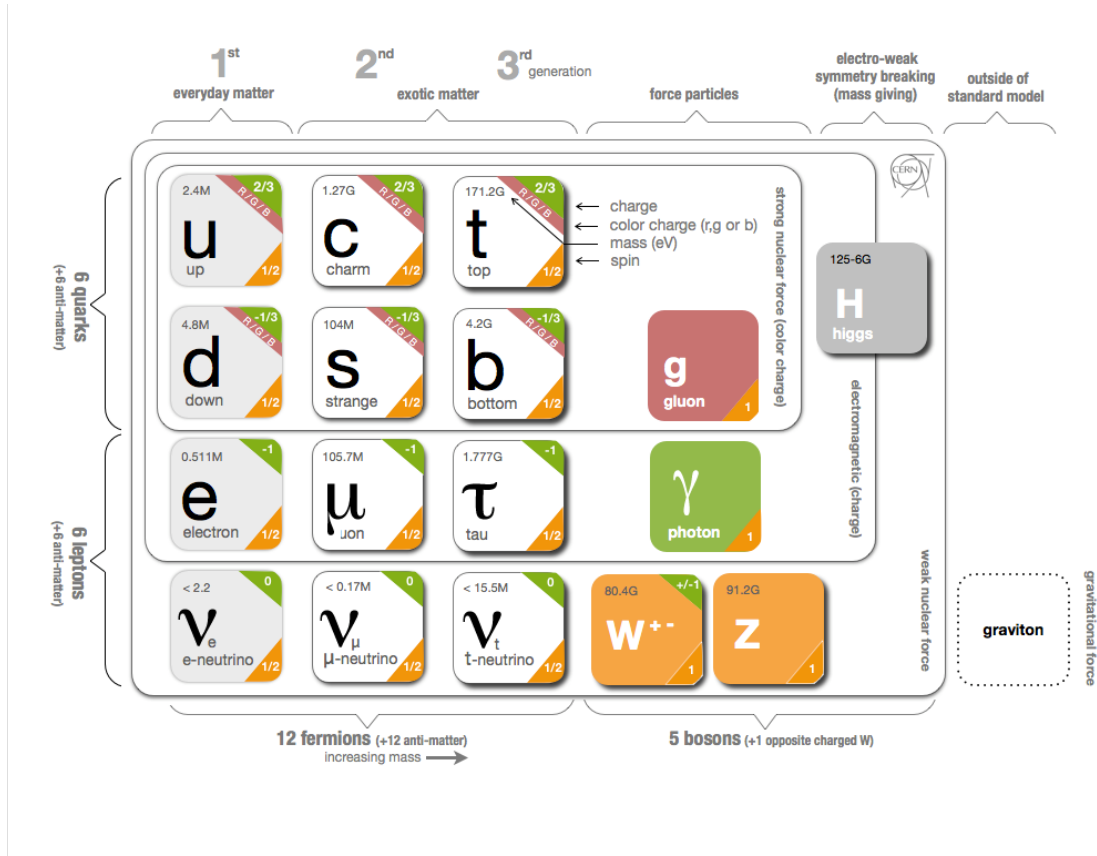 1st
2nd
3rd generation
everyday matter
exotic matter
force particles
electro-weak
symmetry breaking
(mass giving)
outside of
standard model
CERN
6 quarks
(+6 anti-matter)
2.4M
2/3
R/G/B
u
up
1/2
1.27G
2/3
R/G/B
c
charm
1/2
171.2G
2/3
R/G/B
t
top
1/2
charge
color charge (r,g or b)
mass (eV)
spin
strong nuclear force (color charge)
125-6G
H
higgs
4.8M
-1/3
R/G/B
d
down
1/2
104M
-1/3
R/G/B
s
strange
1/2
4.2G
-1/3
R/G/B
b
bottom
1/2
g
gluon
1
electromagnetic (charge)
6 leptons
(+6 anti-matter)
0.511M
-1
e
electron
1/2
105.7M
-1
μ
uon
1/2
1.777G
-1
τ
tau
1/2
γ
photon
1
weak nuclear force
< 2.2
0
νe
e-neutrino
1/2
< 0.17M
0
νμ
μ-neutrino
1/2
< 15.5M
0
νt
t-neutrino
1/2
80.4G
+/-1
W+-
1
91.2G
Z
1
graviton
gravitational force
12 fermions (+12 anti-matter)
increasing mass
5 bosons (+1 opposite charged W)